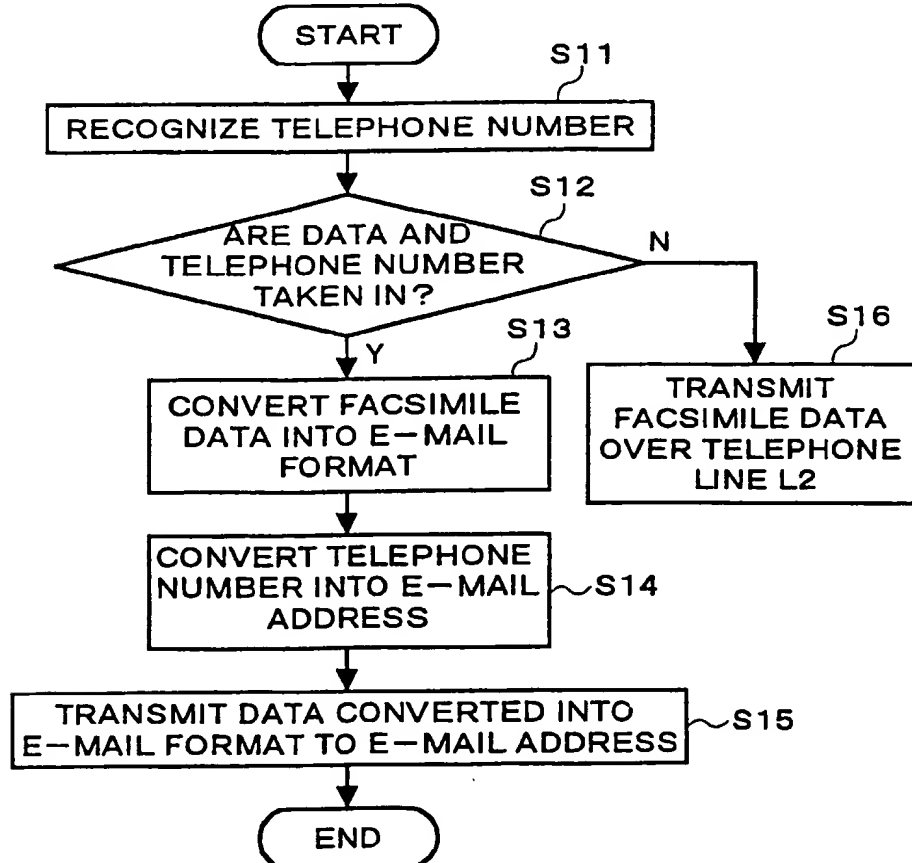 START
S11
RECOGNIZE TELEPHONE NUMBER
S12
ARE DATA AND
TELEPHONE NUMBER
TAKEN IN?
N
Y
S13
CONVERT FACSIMILE
DATA INTO E-MAIL
FORMAT
S16
TRANSMIT
FACSIMILE DATA
OVER TELEPHONE
LINE L2
CONVERT TELEPHONE
NUMBER INTO E-MAIL
ADDRESS
S14
TRANSMIT DATA CONVERTED INTO
E-MAIL FORMAT TO E-MAIL ADDRESS
S15
END